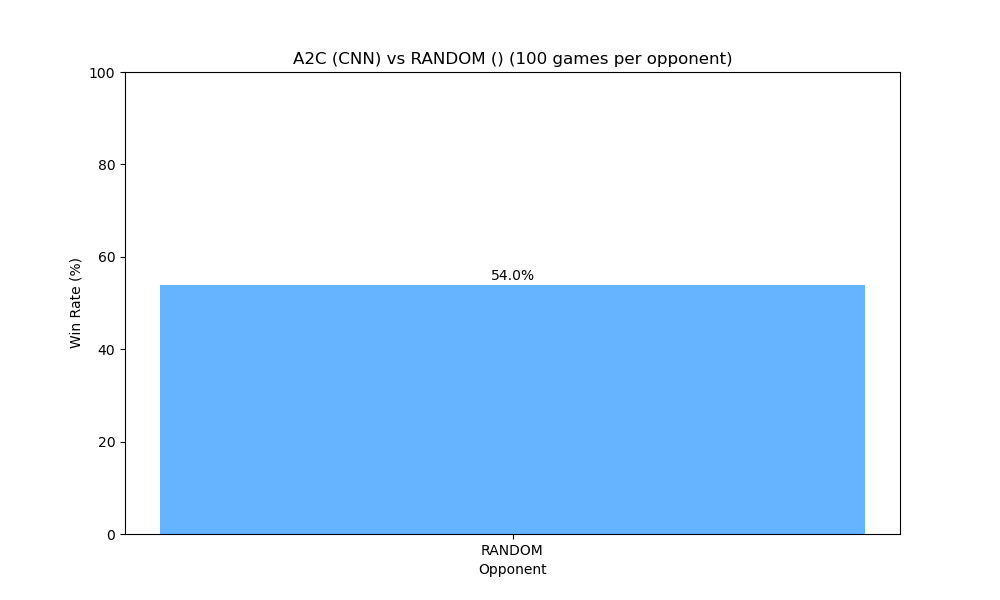 A2C (CNN) vs RANDOM () (100 games per opponent)
100
80
60
40
20
0
Win Rate (%)
54.0%
RANDOM
Opponent